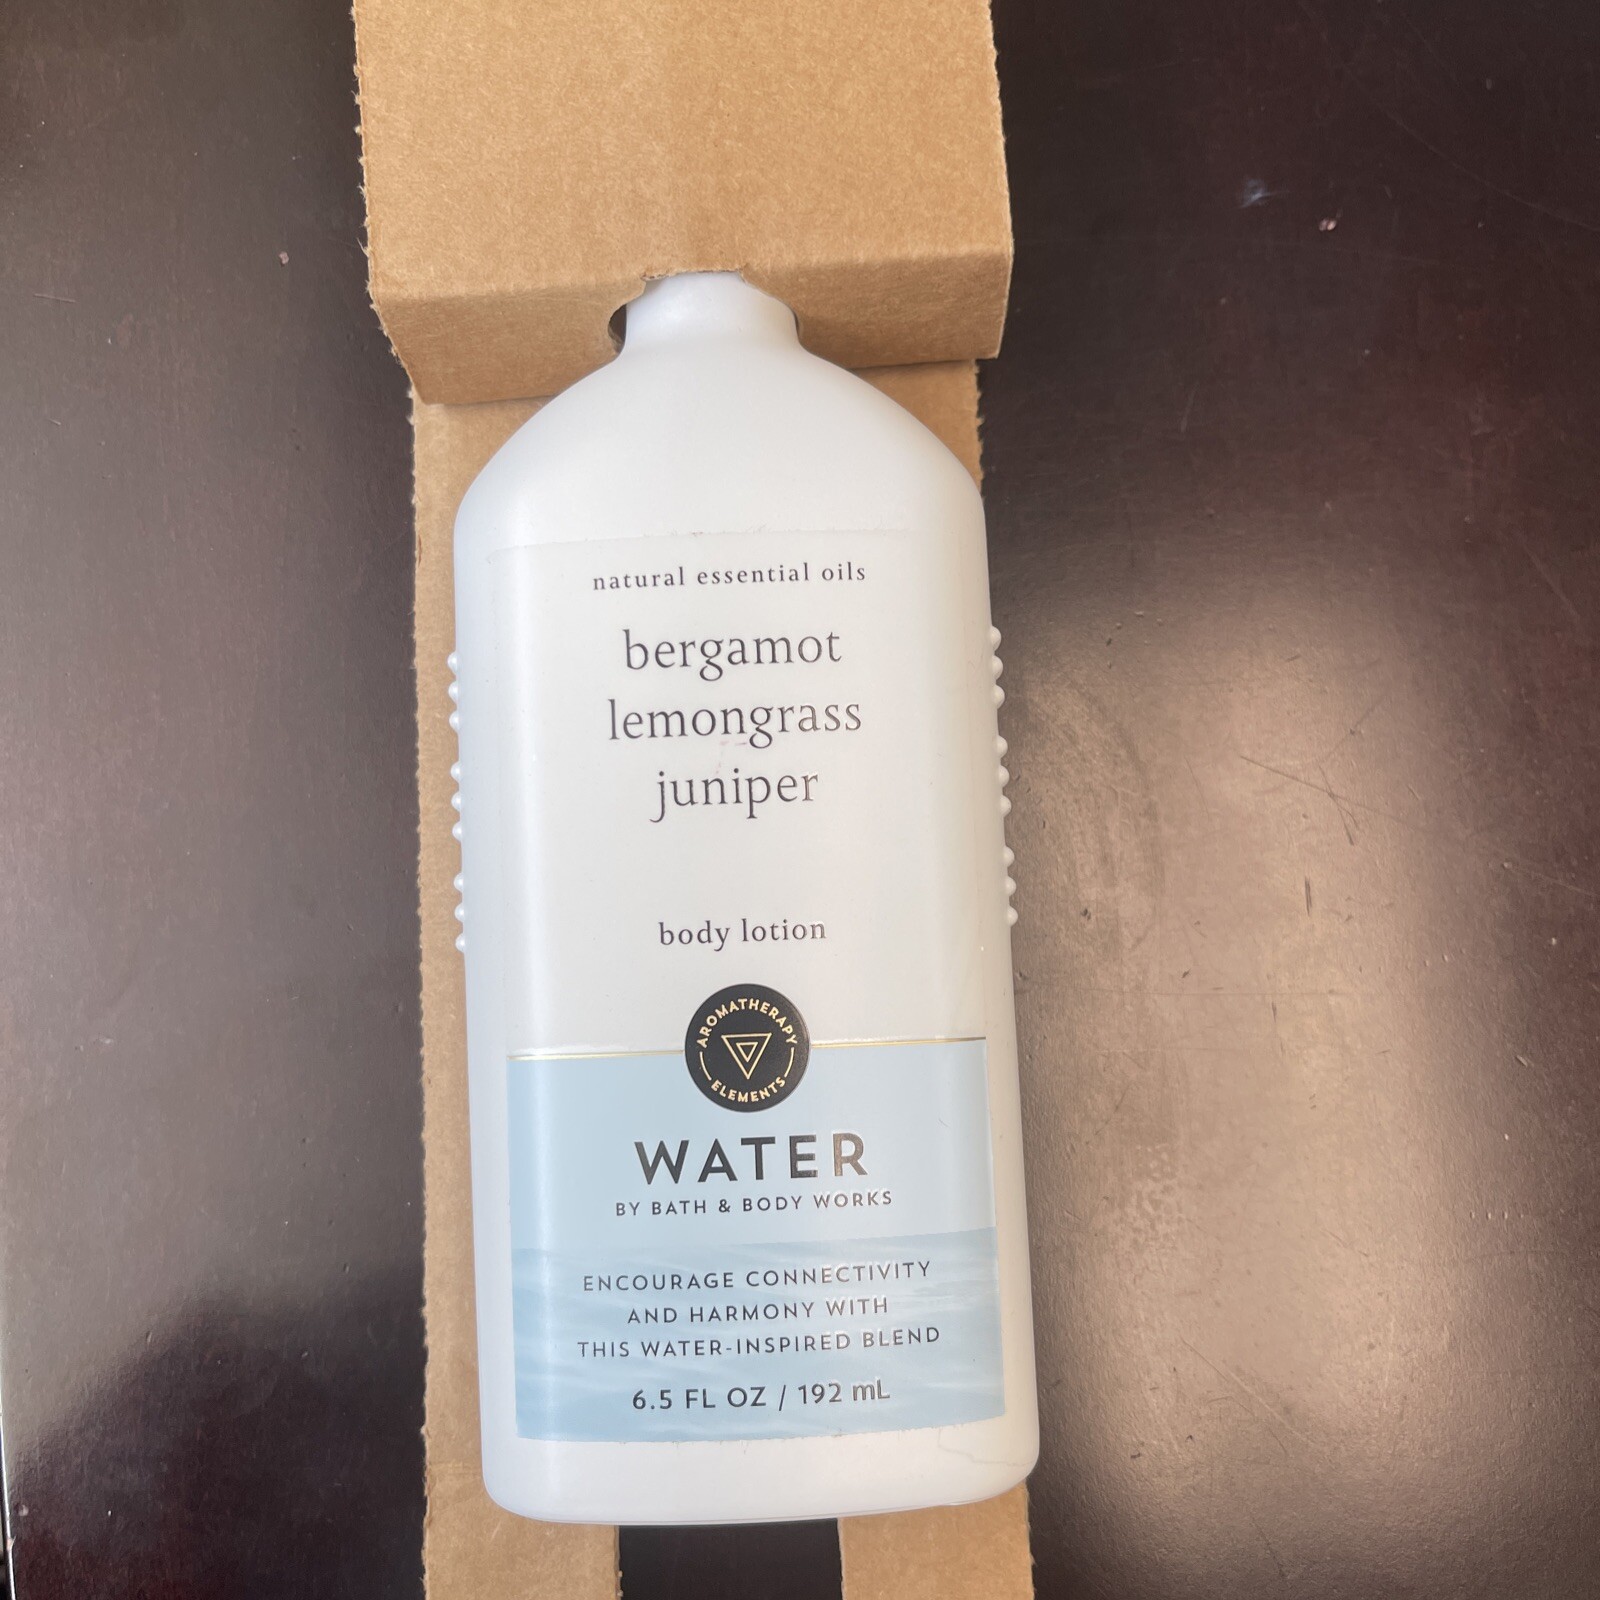 natural essential oils
bergamot
lemongrass
juniper
body lotion
AROMATHERAPY
ELEMENTS
WATER
BY BATH & BODY WORKS
ENCOURAGE CONNECTIVITY
AND HARMONY WITH
THIS WATER-INSPIRED BLEND
6.5 FL OZ / 192 mL